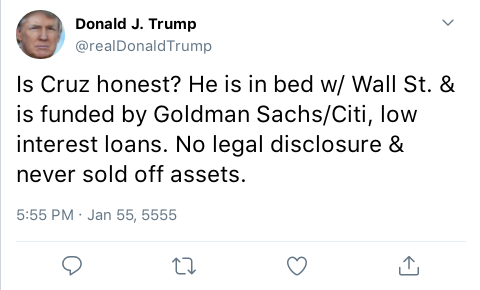 Donald J. Trump
@realDonaldTrump
Is Cruz honest? He is in bed w/ Wall St. &
is funded by Goldman Sachs/Citi, low
interest loans. No legal disclosure &
never sold off assets.
5:55 PM · Jan 55, 5555